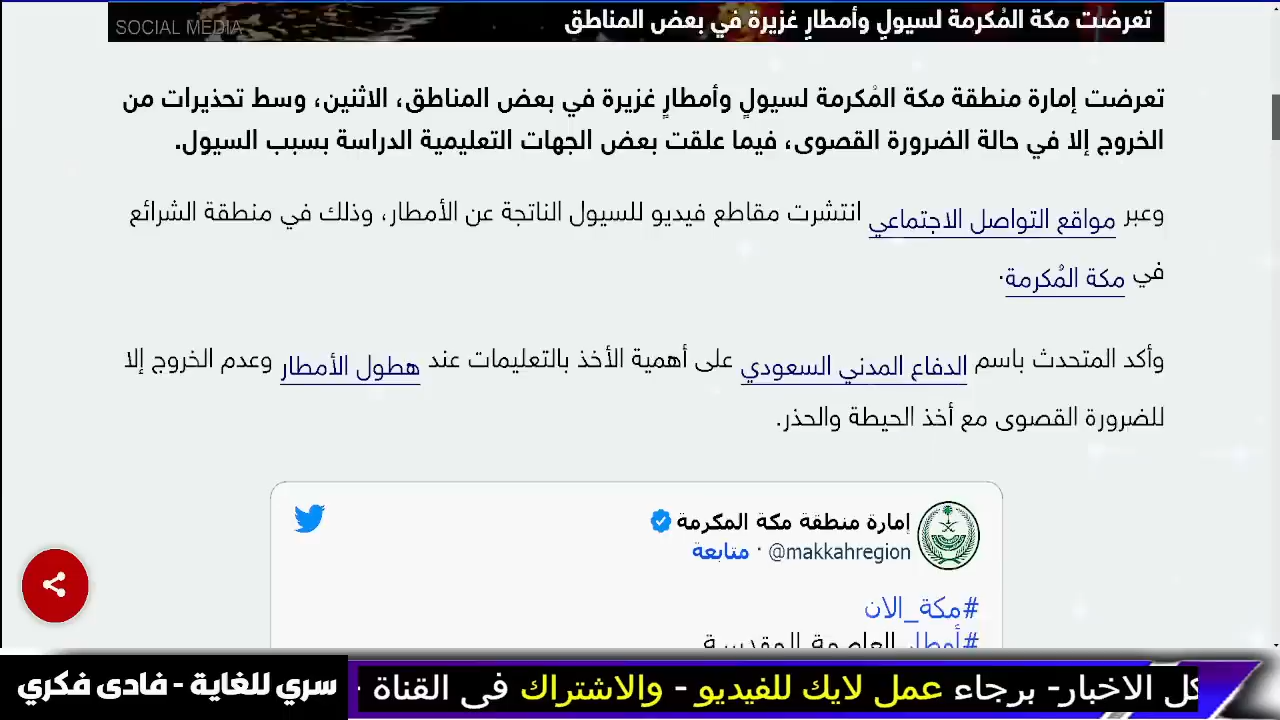 تعرضت مكة المُكرمة لسيولٍ وأمطارٍ غزيرة في بعض المناطق
SOCIAL MEDIA
تعرضت إمارة منطقة مكة المُكرمة لسيولٍ وأمطارٍ غزيرة في بعض المناطق، الاثنين، وسط تحذيرات من
الخروج إلا في حالة الضرورة القصوى، فيما علقت بعض الجهات التعليمية الدراسة بسبب السيول.
وعبر مواقع التواصل الاجتماعي انتشرت مقاطع فيديو للسيول الناتجة عن الأمطار، وذلك في منطقة الشرائع
في مكة المُكرمة.
وأكد المتحدث باسم الدفاع المدني السعودي على أهمية الأخذ بالتعليمات عند هطول الأمطار وعدم الخروج إلا
للضرورة القصوى مع أخذ الحيطة والحذر.
إمارة منطقة مكة المكرمة
@makkahregion · متابعة
#مكة_الان
#أمطار العاصمة المقدسة
كل الاخبار- برجاء عمل لايك للفيديو - والاشتراك فى القناة -
سري للغاية - فادى فكري